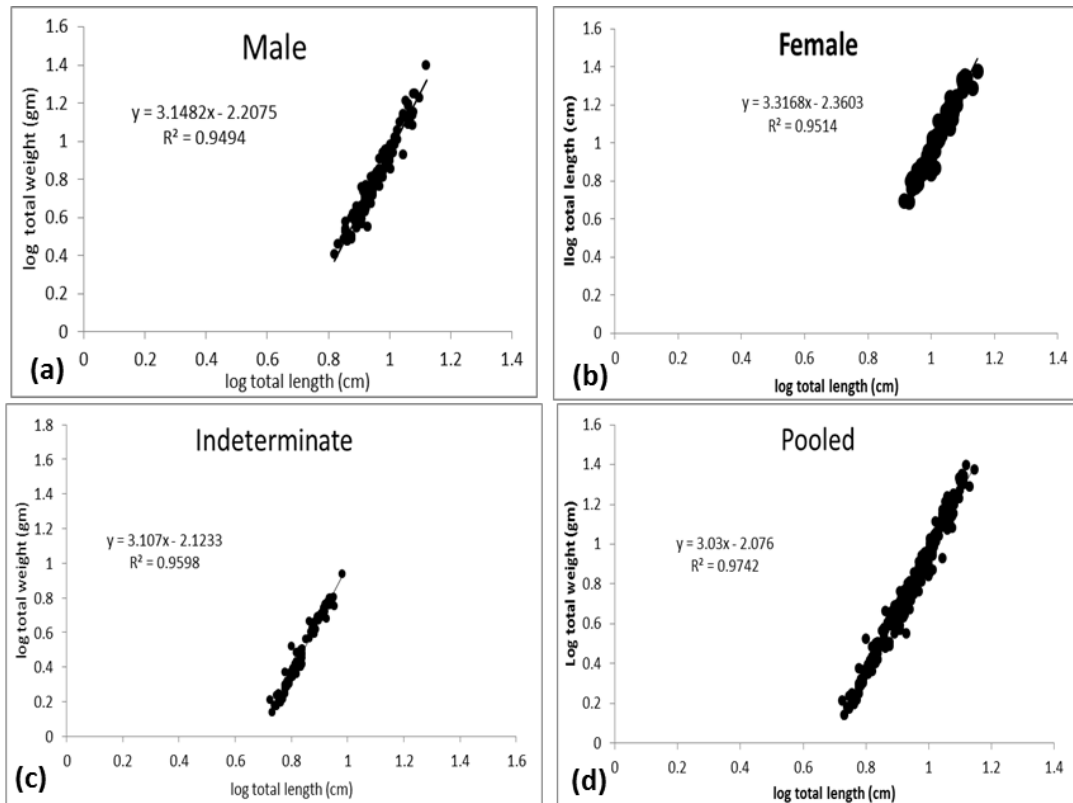 Male
y = 3.1482x - 2.2075
R² = 0.9494
log total weight (gm)
1.6
1.4
1.2
1
0.8
0.6
0.4
0.2
0
0 0.2 0.4 0.6 0.8 1 1.2 1.4
log total length (cm)
(a)
Female
y = 3.3168x - 2.3603
R² = 0.9514
llog total length (cm)
1.6
1.4
1.2
1
0.8
0.6
0.4
0.2
0
0 0.2 0.4 0.6 0.8 1 1.2 1.4
log total length (cm)
(b)
Indeterminate
y = 3.107x - 2.1233
R² = 0.9598
log total weight (gm)
1.8
1.6
1.4
1.2
1
0.8
0.6
0.4
0.2
0
0 0.2 0.4 0.6 0.8 1 1.2 1.4 1.6
log total length (cm)
(c)
Pooled
y = 3.03x - 2.076
R² = 0.9742
Log total weight (gm)
1.6
1.4
1.2
1
0.8
0.6
0.4
0.2
0
0 0.2 0.4 0.6 0.8 1 1.2 1.4
log total length (cm)
(d)